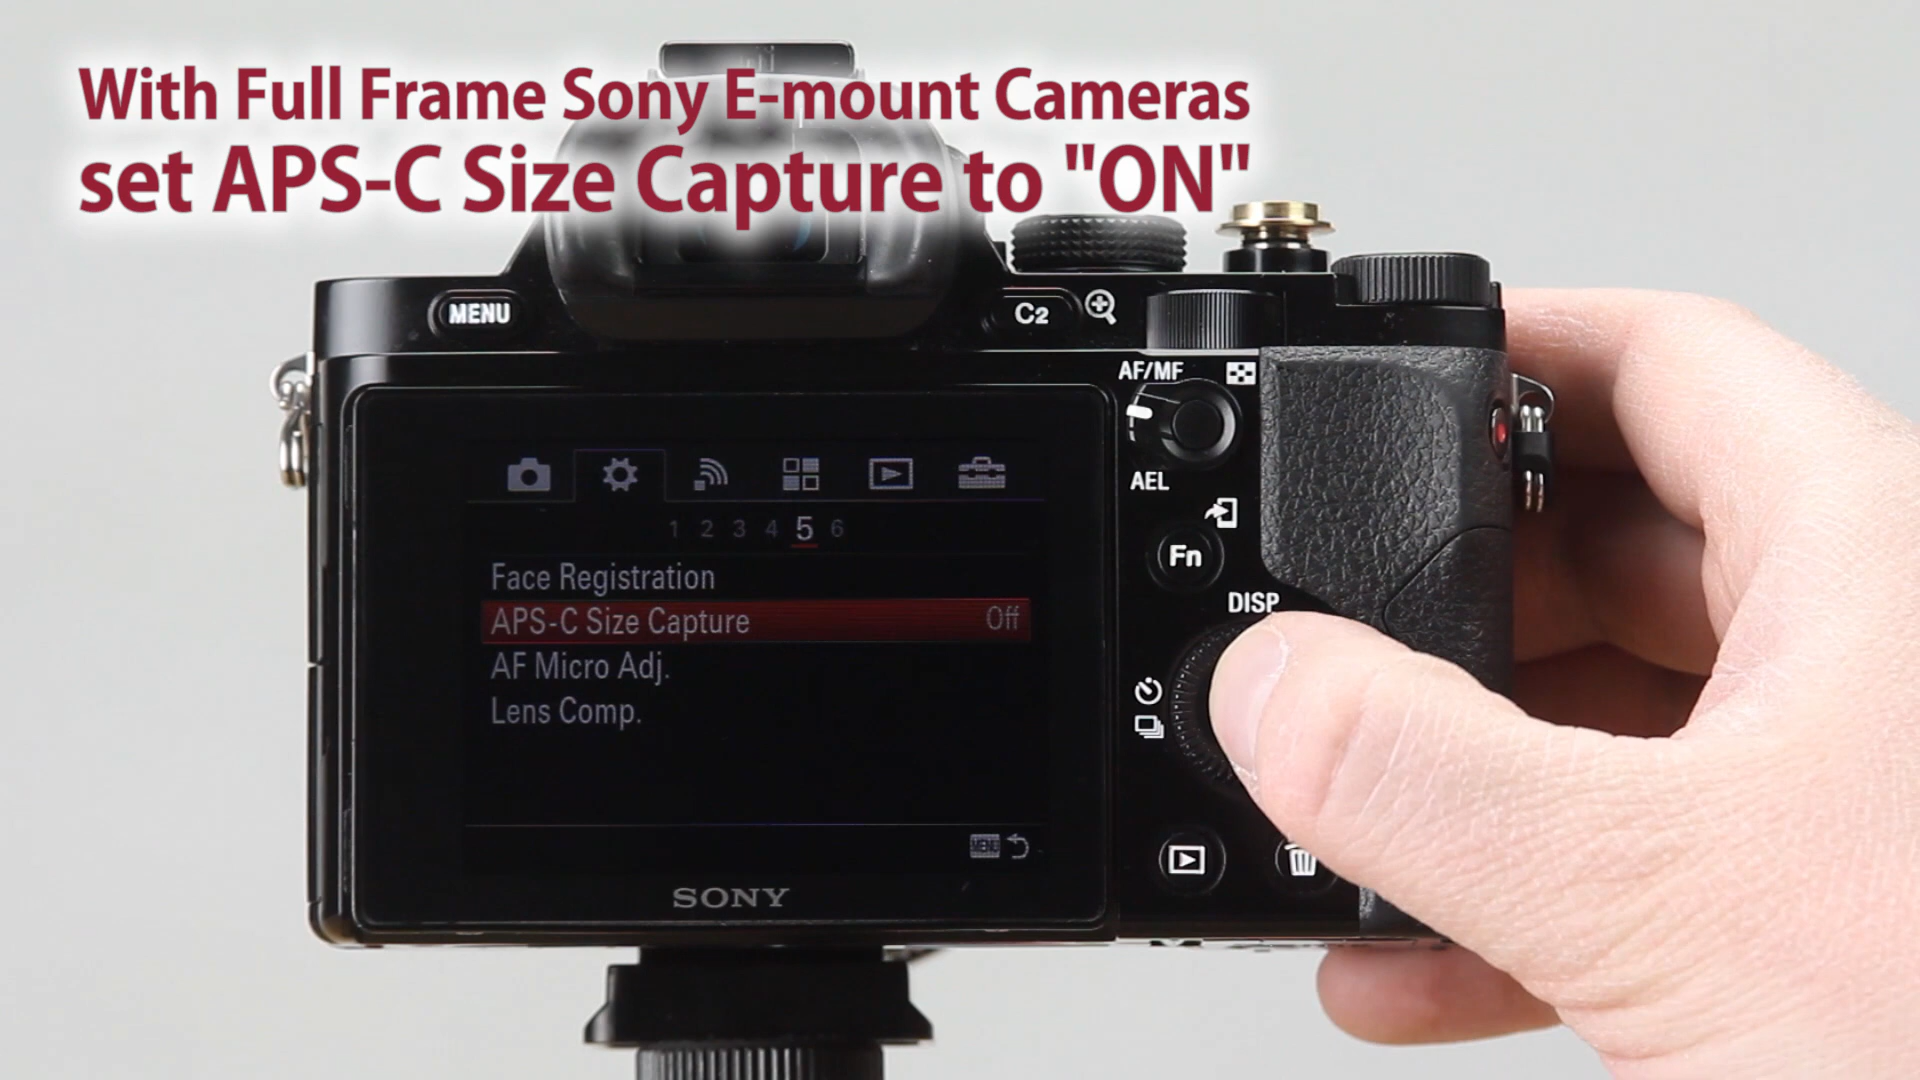 With Full Frame Sony E-mount Cameras
set APS-C Size Capture to "ON"
MENU
C2
AF/MF
AEL
1 2 3 4 5 6
Face Registration
APS-C Size Capture Off
AF Micro Adj.
Lens Comp.
Fn
DISP
MENU
SONY